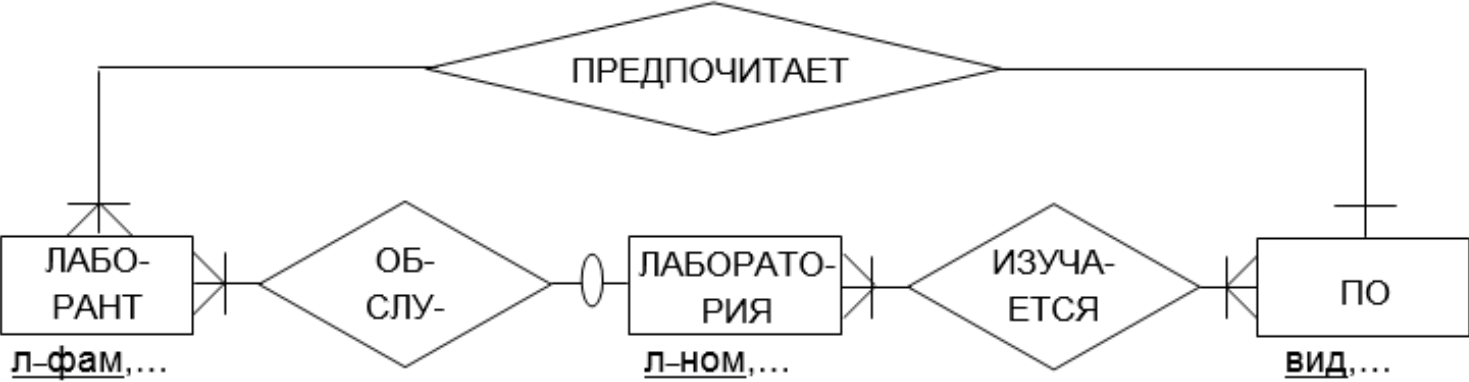 ПРЕДПОЧИТАЕТ
ЛАБО-
РАНТ
л-фам,...
ОБ-
СЛУ-
ЛАБОРАТО-
РИЯ
л-ном,...
ИЗУЧА-
ЕТСЯ
ПО
вид,...